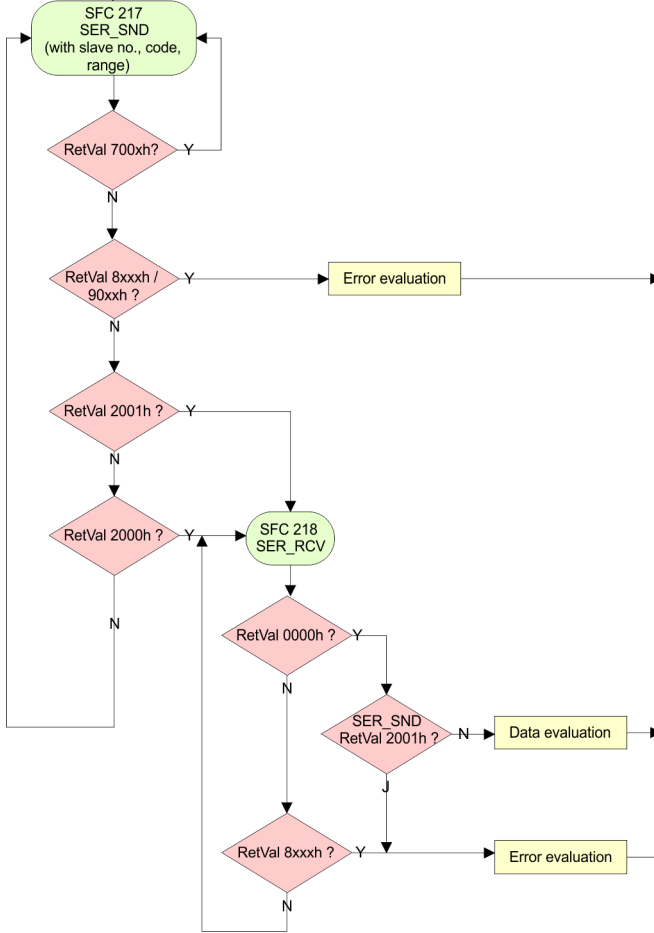 SFC 217
SER_SND
(with slave no., code,
range)
RetVal 700xh?
Y
N
RetVal 8xxxh /
90xxh ?
Y
Error evaluation
N
RetVal 2001h ?
Y
N
RetVal 2000h ?
Y
SFC 218
SER_RCV
N
RetVal 0000h ?
Y
N
SER_SND
RetVal 2001h ?
N
Data evaluation
J
RetVal 8xxxh ?
Y
Error evaluation
N